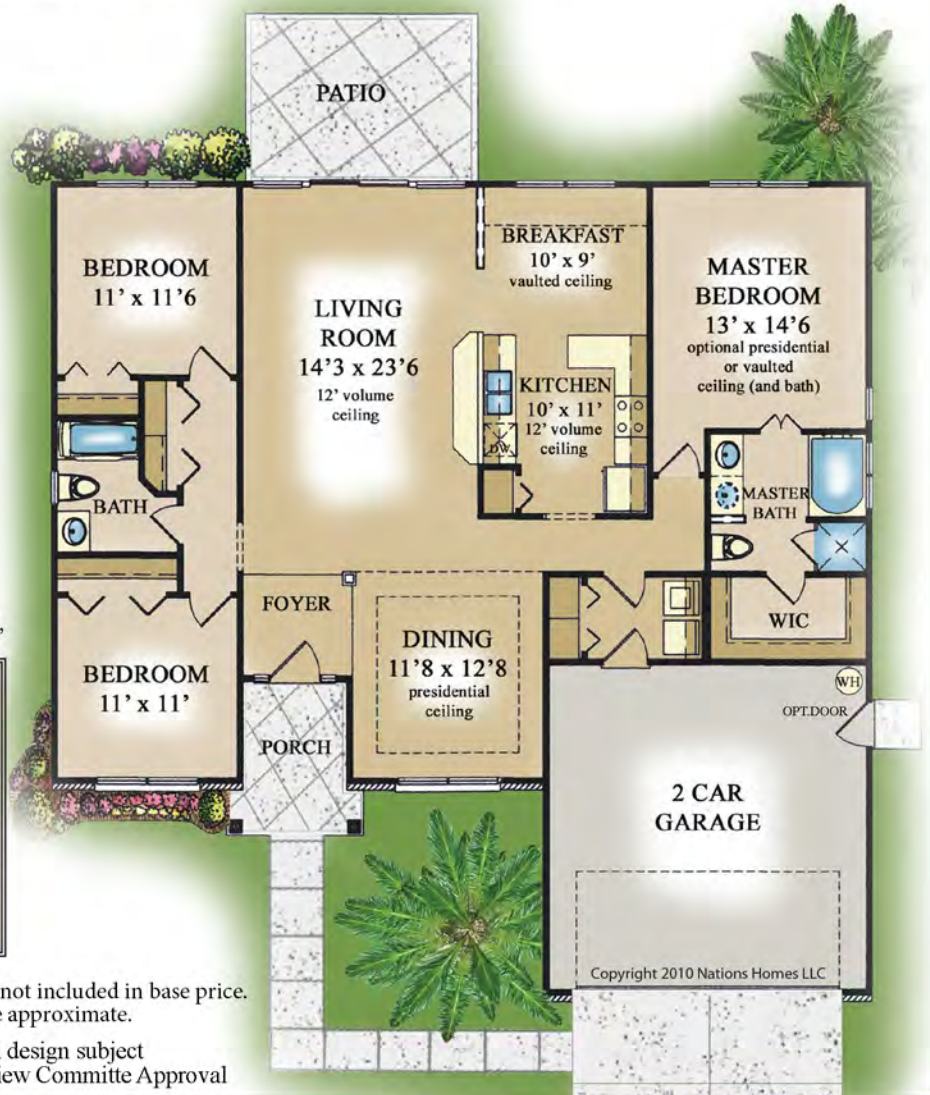 PATIO
BEDROOM
11' x 11'6
LIVING
ROOM
14'3 x 23'6
12' volume
ceiling
BREAKFAST
10' x 9'
vaulted ceiling
MASTER
BEDROOM
13' x 14'6
optional presidential
or vaulted
ceiling (and bath)
KITCHEN
10' x 11'
12' volume
ceiling
DW
BATH
MASTER
BATH
FOYER
DINING
11'8 x 12'8
presidential
ceiling
WIC
BEDROOM
11' x 11'
PORCH
WH
OPT.DOOR
2 CAR
GARAGE
Copyright 2010 Nations Homes LLC
not included in base price.
approximate.
design subject
Committe Approval